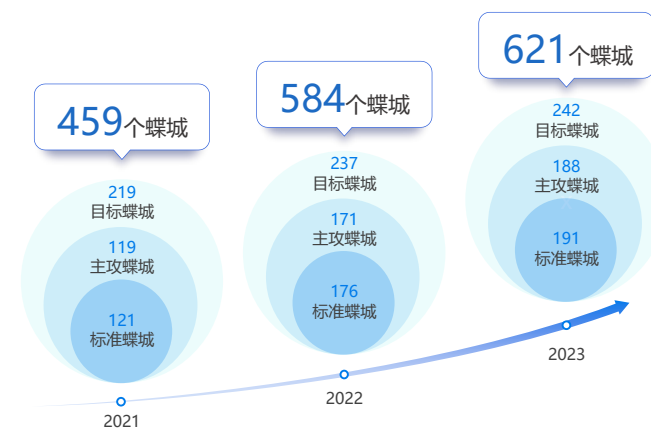 459个蝶城
219
目标蝶城
119
主攻蝶城
121
标准蝶城
2021
584个蝶城
237
目标蝶城
171
主攻蝶城
176
标准蝶城
2022
621个蝶城
242
目标蝶城
188
主攻蝶城
191
标准蝶城
2023